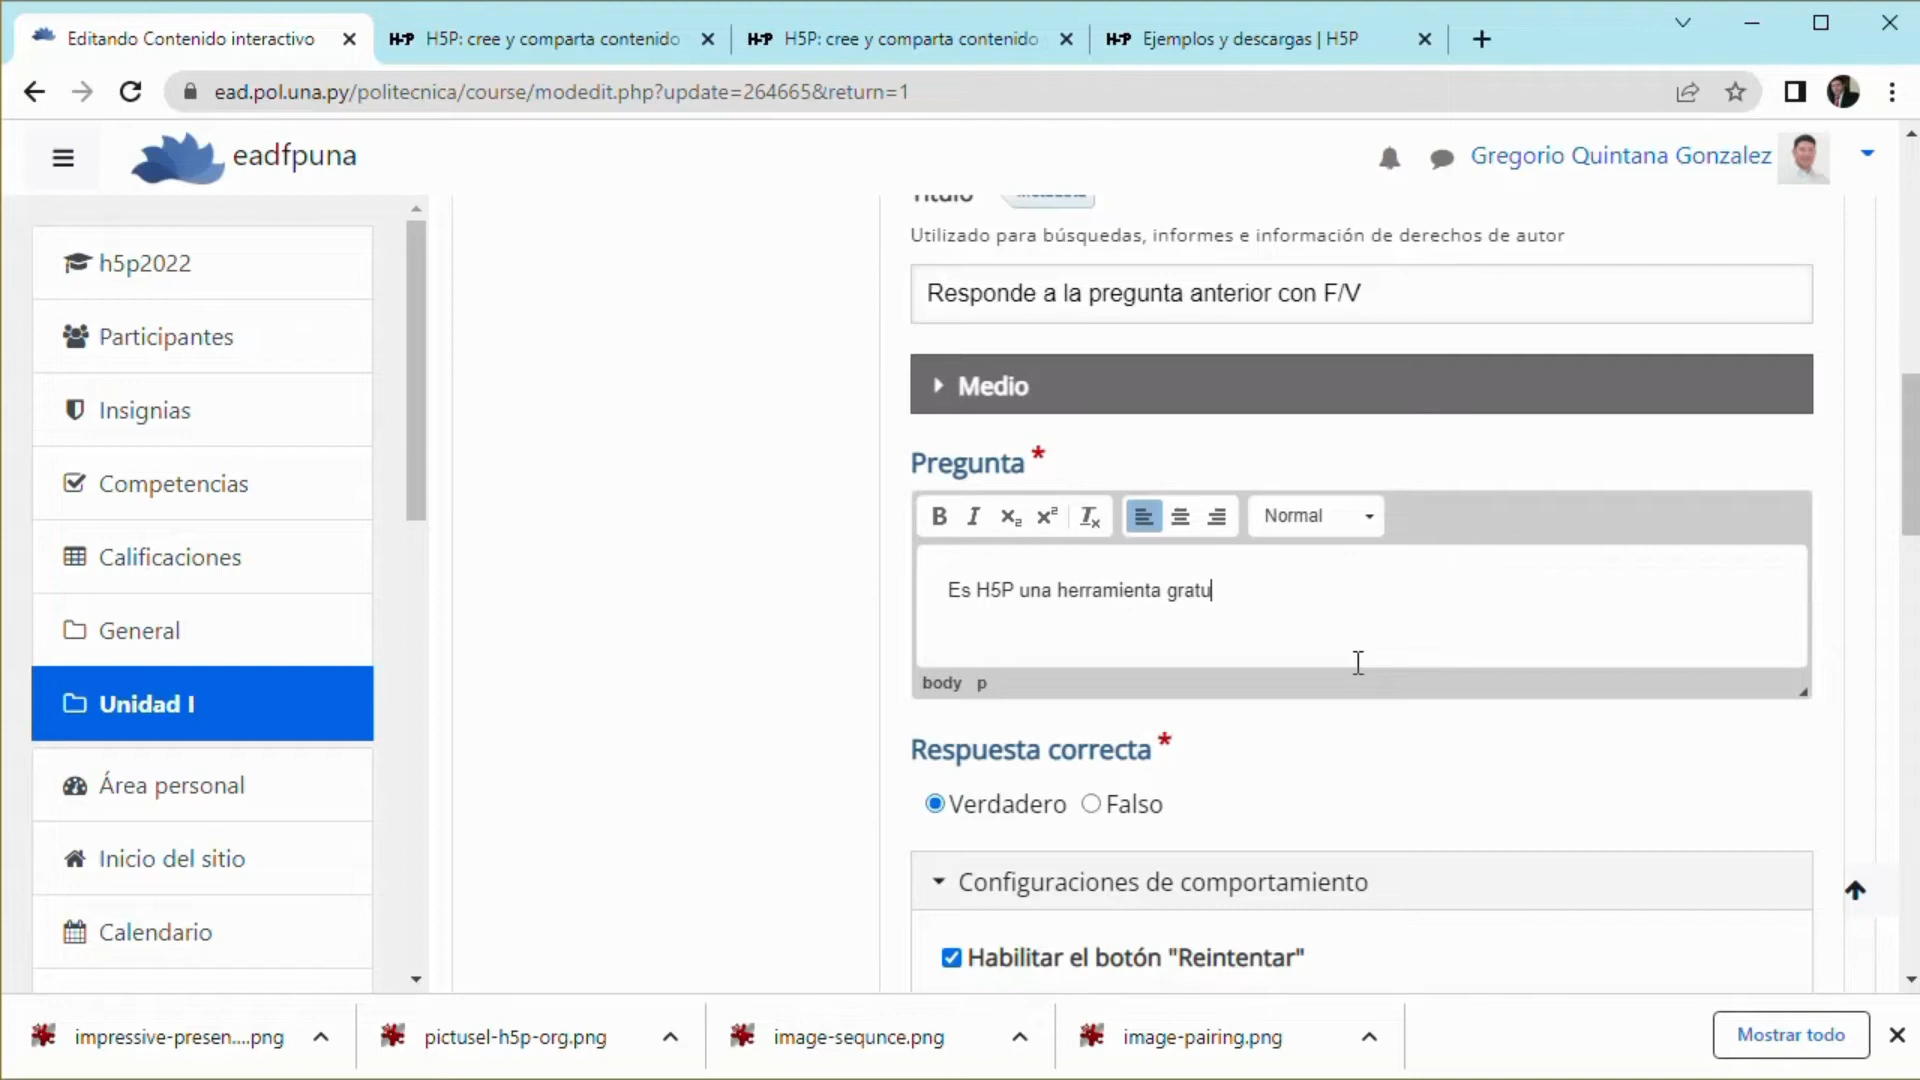 Editando Contenido interactivo
H-P H5P: cree y comparta contenido
H-P H5P: cree y comparta contenido
H-P Ejemplos y descargas | H5P
ead.pol.una.py/politecnica/course/modedit.php?update=264665&return=1
eadfpuna
Gregorio Quintana Gonzalez
h5p2022
Participantes
Insignias
Competencias
Calificaciones
General
Unidad I
Área personal
Inicio del sitio
Calendario
Título
Utilizado para búsquedas, informes e información de derechos de autor
Responde a la pregunta anterior con F/V
Medio
Pregunta *
B I x₂ x² Tx Normal
Es H5P una herramienta gratu
body p
Respuesta correcta *
Verdadero Falso
Configuraciones de comportamiento
Habilitar el botón "Reintentar"
impressive-presen....png
pictusel-h5p-org.png
image-sequnce.png
image-pairing.png
Mostrar todo